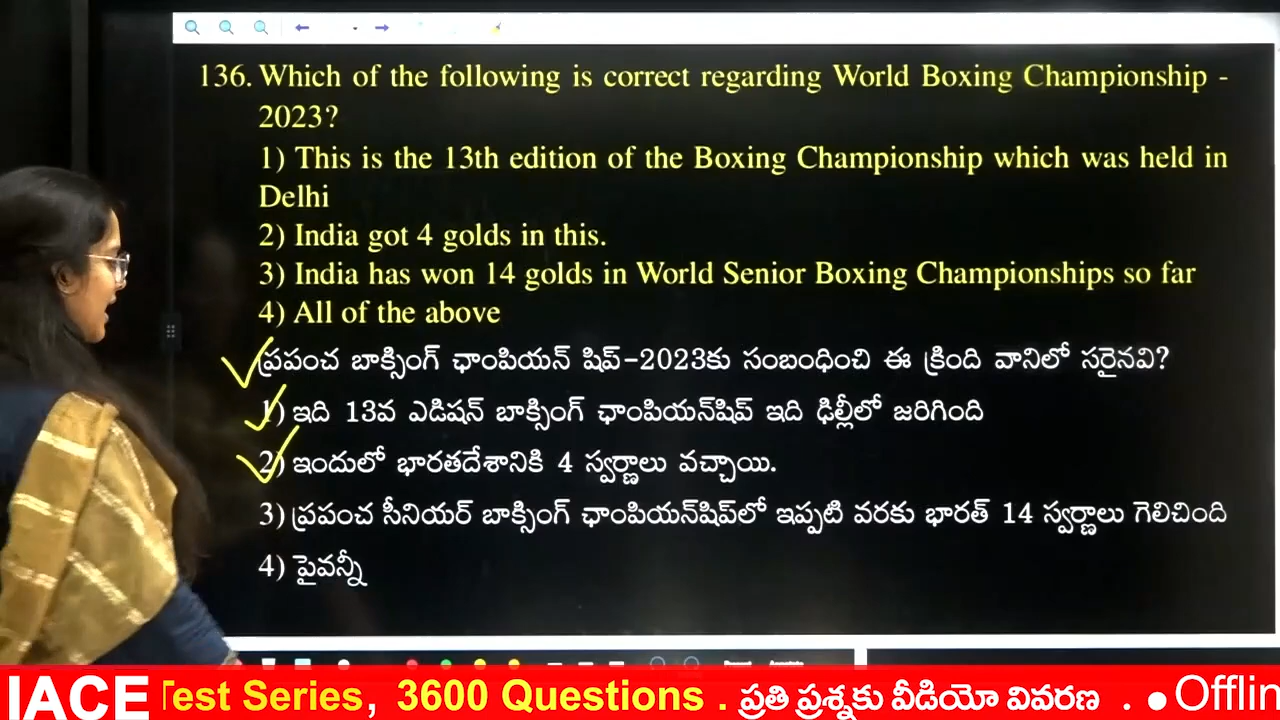 136. Which of the following is correct regarding World Boxing Championship -
2023?
1) This is the 13th edition of the Boxing Championship which was held in
Delhi
2) India got 4 golds in this.
3) India has won 14 golds in World Senior Boxing Championships so far
4) All of the above
ప్రపంచ బాక్సింగ్ ఛాంపియన్ షిప్-2023కు సంబంధించి ఈ క్రింది వానిలో సరైనవి?
1) ఇది 13వ ఎడిషన్ బాక్సింగ్ ఛాంపియన్‌షిప్ ఇది ఢిల్లీలో జరిగింది
2) ఇందులో భారతదేశానికి 4 స్వర్ణాలు వచ్చాయి.
3) ప్రపంచ సీనియర్ బాక్సింగ్ ఛాంపియన్‌షిప్‌లో ఇప్పటి వరకు భారత్ 14 స్వర్ణాలు గెలిచింది
4) పైవన్నీ
IACE Test Series, 3600 Questions . ప్రతి ప్రశ్నకు వీడియో వివరణ . ● Offlin